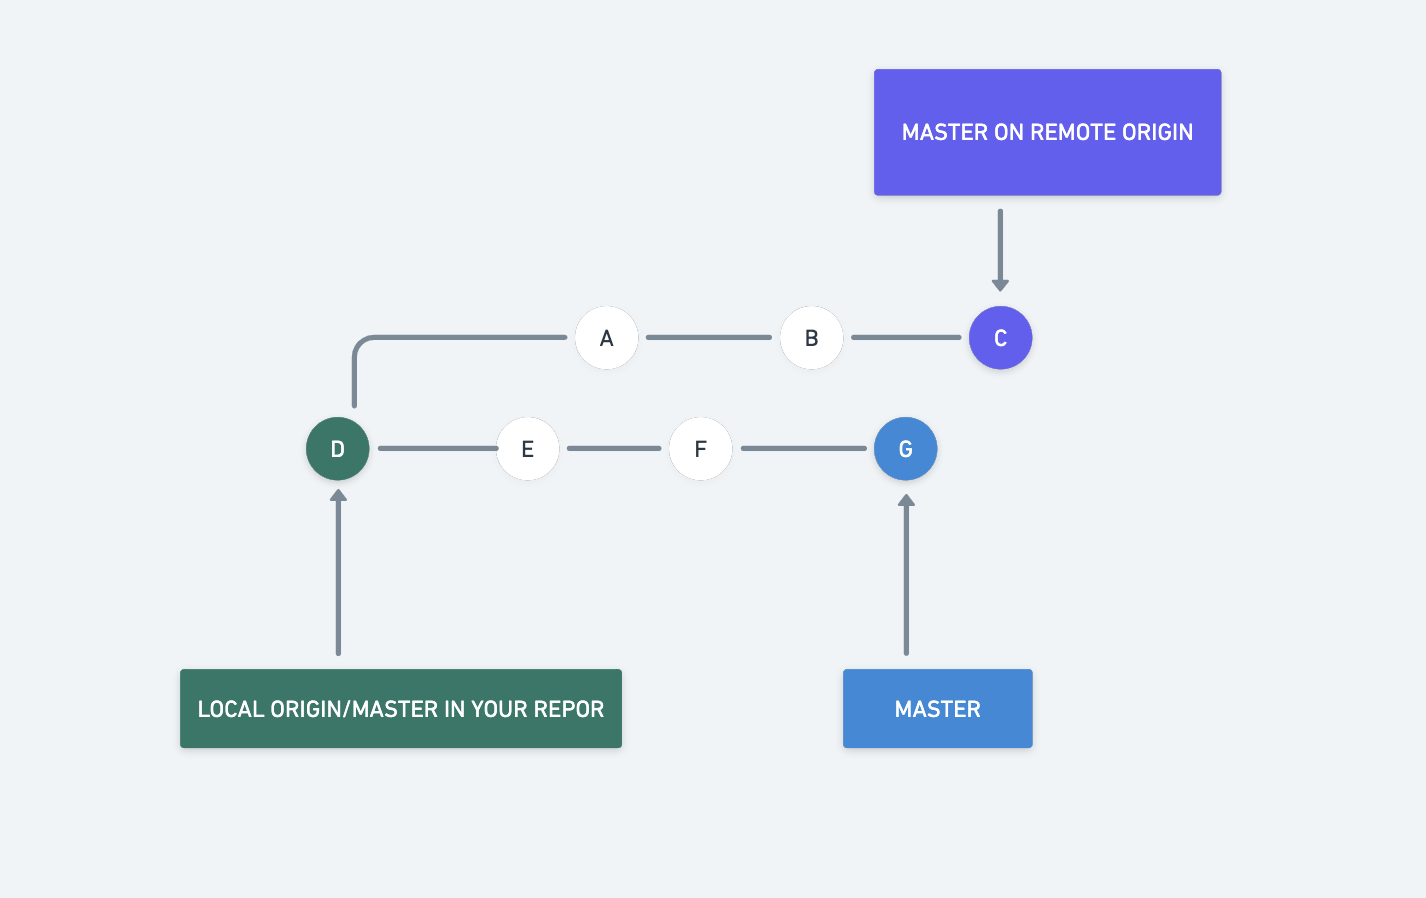 MASTER ON REMOTE ORIGIN
A B C
D E F G
LOCAL ORIGIN/MASTER IN YOUR REPOR
MASTER